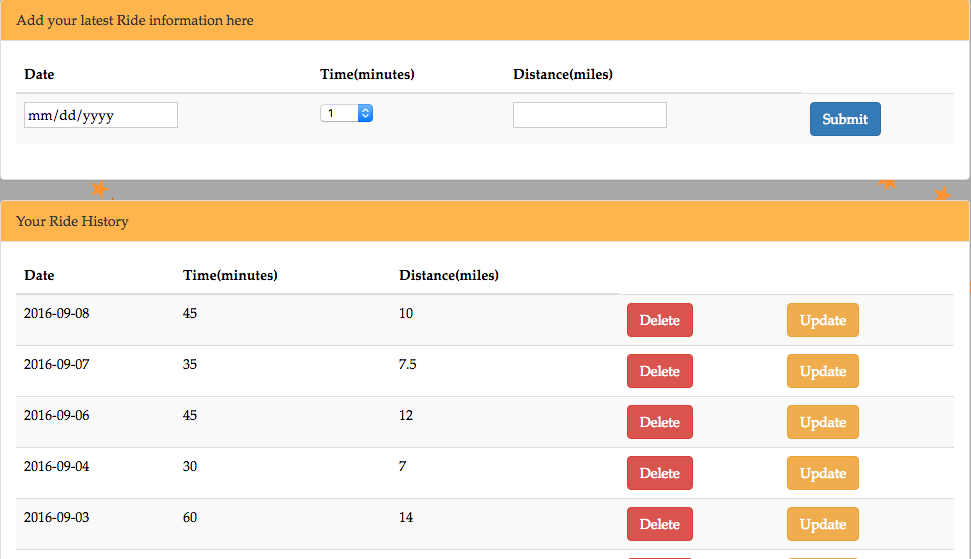 Add your latest Ride information here
Date Time(minutes) Distance(miles)
mm/dd/yyyy 1 Submit
Your Ride History
Date Time(minutes) Distance(miles)
2016-09-08 45 10 Delete Update
2016-09-07 35 7.5 Delete Update
2016-09-06 45 12 Delete Update
2016-09-04 30 7 Delete Update
2016-09-03 60 14 Delete Update